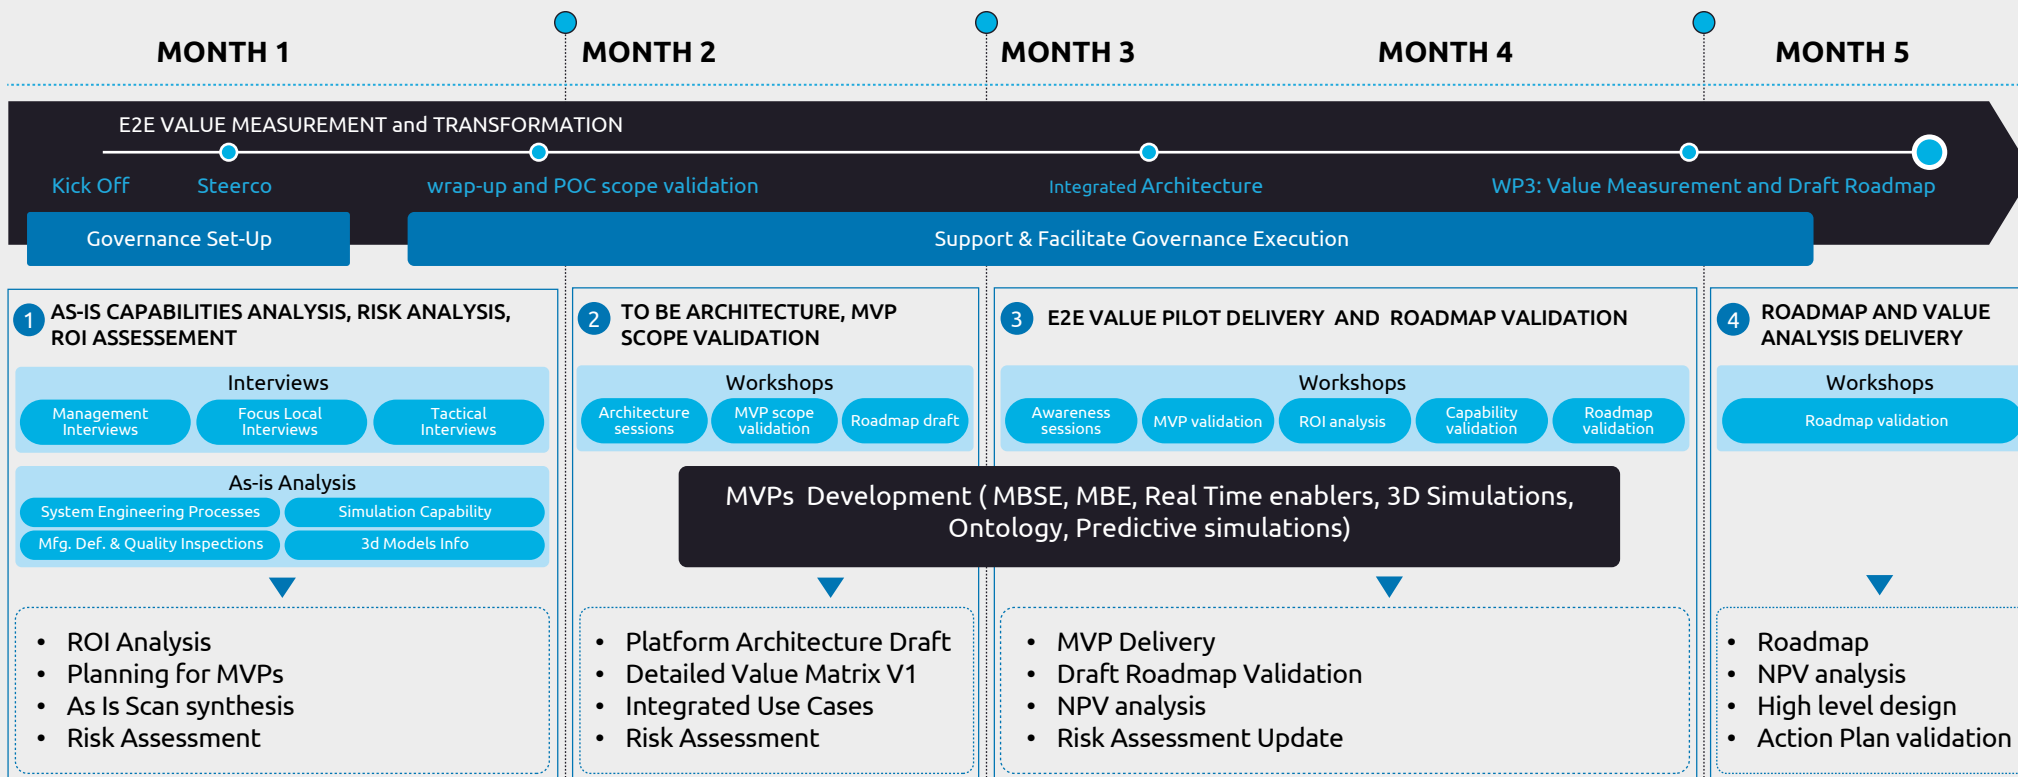 MONTH 1
MONTH 2
MONTH 3
MONTH 4
MONTH 5
E2E VALUE MEASUREMENT and TRANSFORMATION
Kick Off
Steerco
wrap-up and POC scope validation
Integrated Architecture
WP3: Value Measurement and Draft Roadmap
Governance Set-Up
Support & Facilitate Governance Execution
1
AS-IS CAPABILITIES ANALYSIS, RISK ANALYSIS,
ROI ASSESSEMENT
Interviews
Management
Interviews
Focus Local
Interviews
Tactical
Interviews
As-is Analysis
System Engineering Processes
Simulation Capability
Mfg. Def. & Quality Inspections
3d Models Info
• ROI Analysis
• Planning for MVPs
• As Is Scan synthesis
• Risk Assessment
2
TO BE ARCHITECTURE, MVP
SCOPE VALIDATION
Workshops
Architecture
sessions
MVP scope
validation
Roadmap draft
• Platform Architecture Draft
• Detailed Value Matrix V1
• Integrated Use Cases
• Risk Assessment
3
E2E VALUE PILOT DELIVERY AND ROADMAP VALIDATION
Workshops
Awareness
sessions
MVP validation
ROI analysis
Capability
validation
Roadmap
validation
MVPs Development ( MBSE, MBE, Real Time enablers, 3D Simulations,
Ontology, Predictive simulations)
• MVP Delivery
• Draft Roadmap Validation
• NPV analysis
• Risk Assessment Update
4
ROADMAP AND VALUE
ANALYSIS DELIVERY
Workshops
Roadmap validation
• Roadmap
• NPV analysis
• High level design
• Action Plan validation